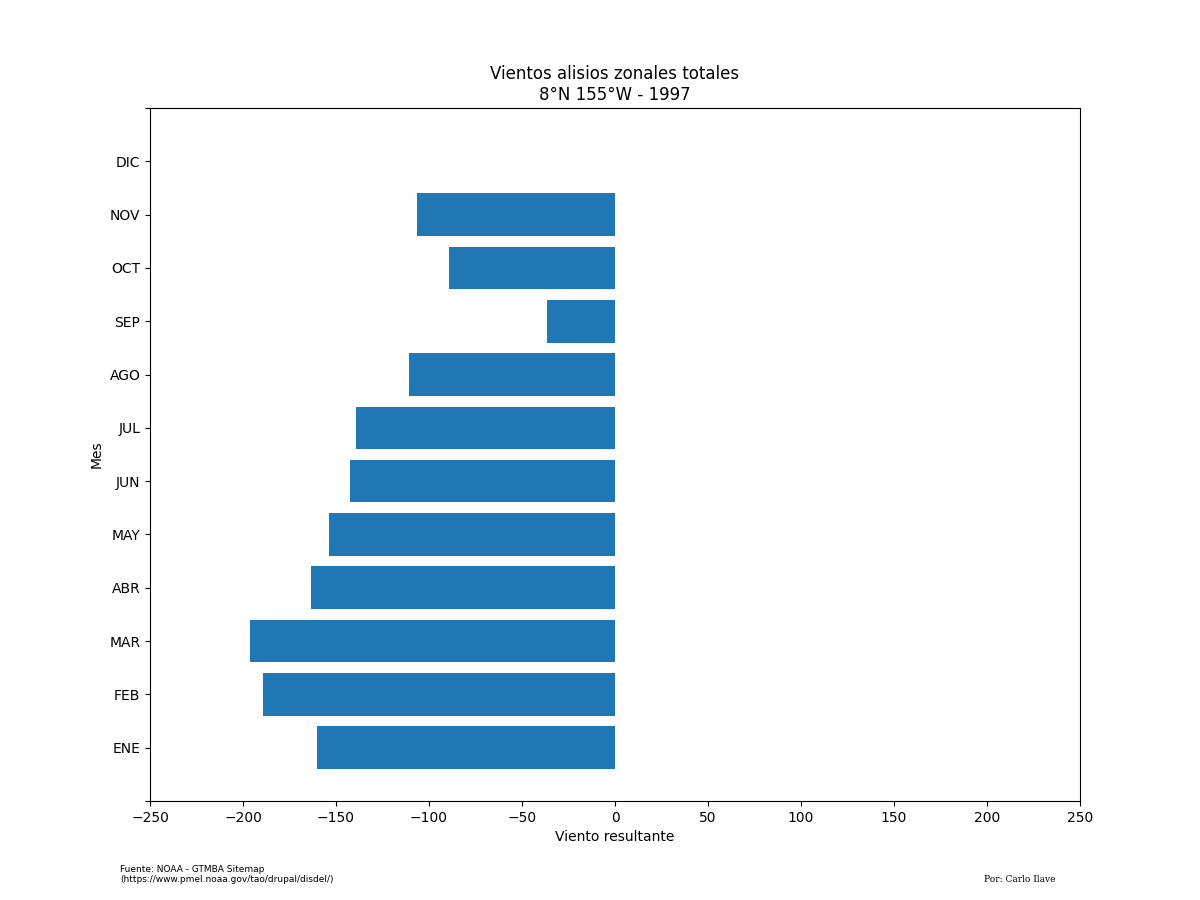 Vientos alisios zonales totales
8°N 155°W - 1997
DIC
NOV
OCT
SEP
AGO
JUL
JUN
MAY
ABR
MAR
FEB
ENE
Mes
−250 −200 −150 −100 −50 0 50 100 150 200 250
Viento resultante
Fuente: NOAA - GTMBA Sitemap
(https://www.pmel.noaa.gov/tao/drupal/disdel/)
Por: Carlo Ilave